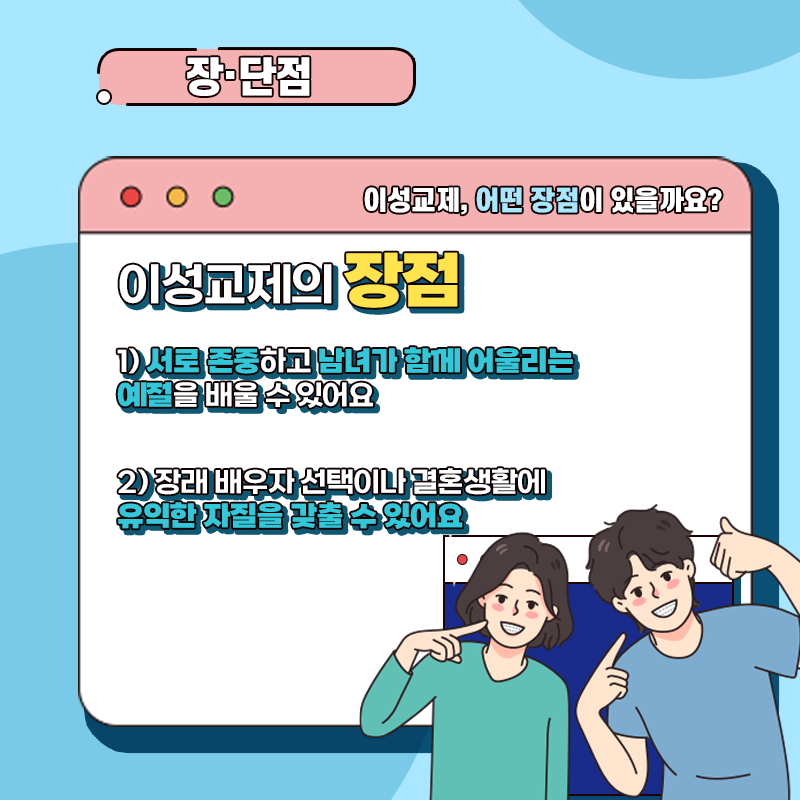 장·단점
이성교제, 어떤 장점이 있을까요?
이성교제의 장점
1) 서로 존중하고 남녀가 함께 어울리는
예절을 배울 수 있어요
2) 장래 배우자 선택이나 결혼생활에
유익한 자질을 갖출 수 있어요